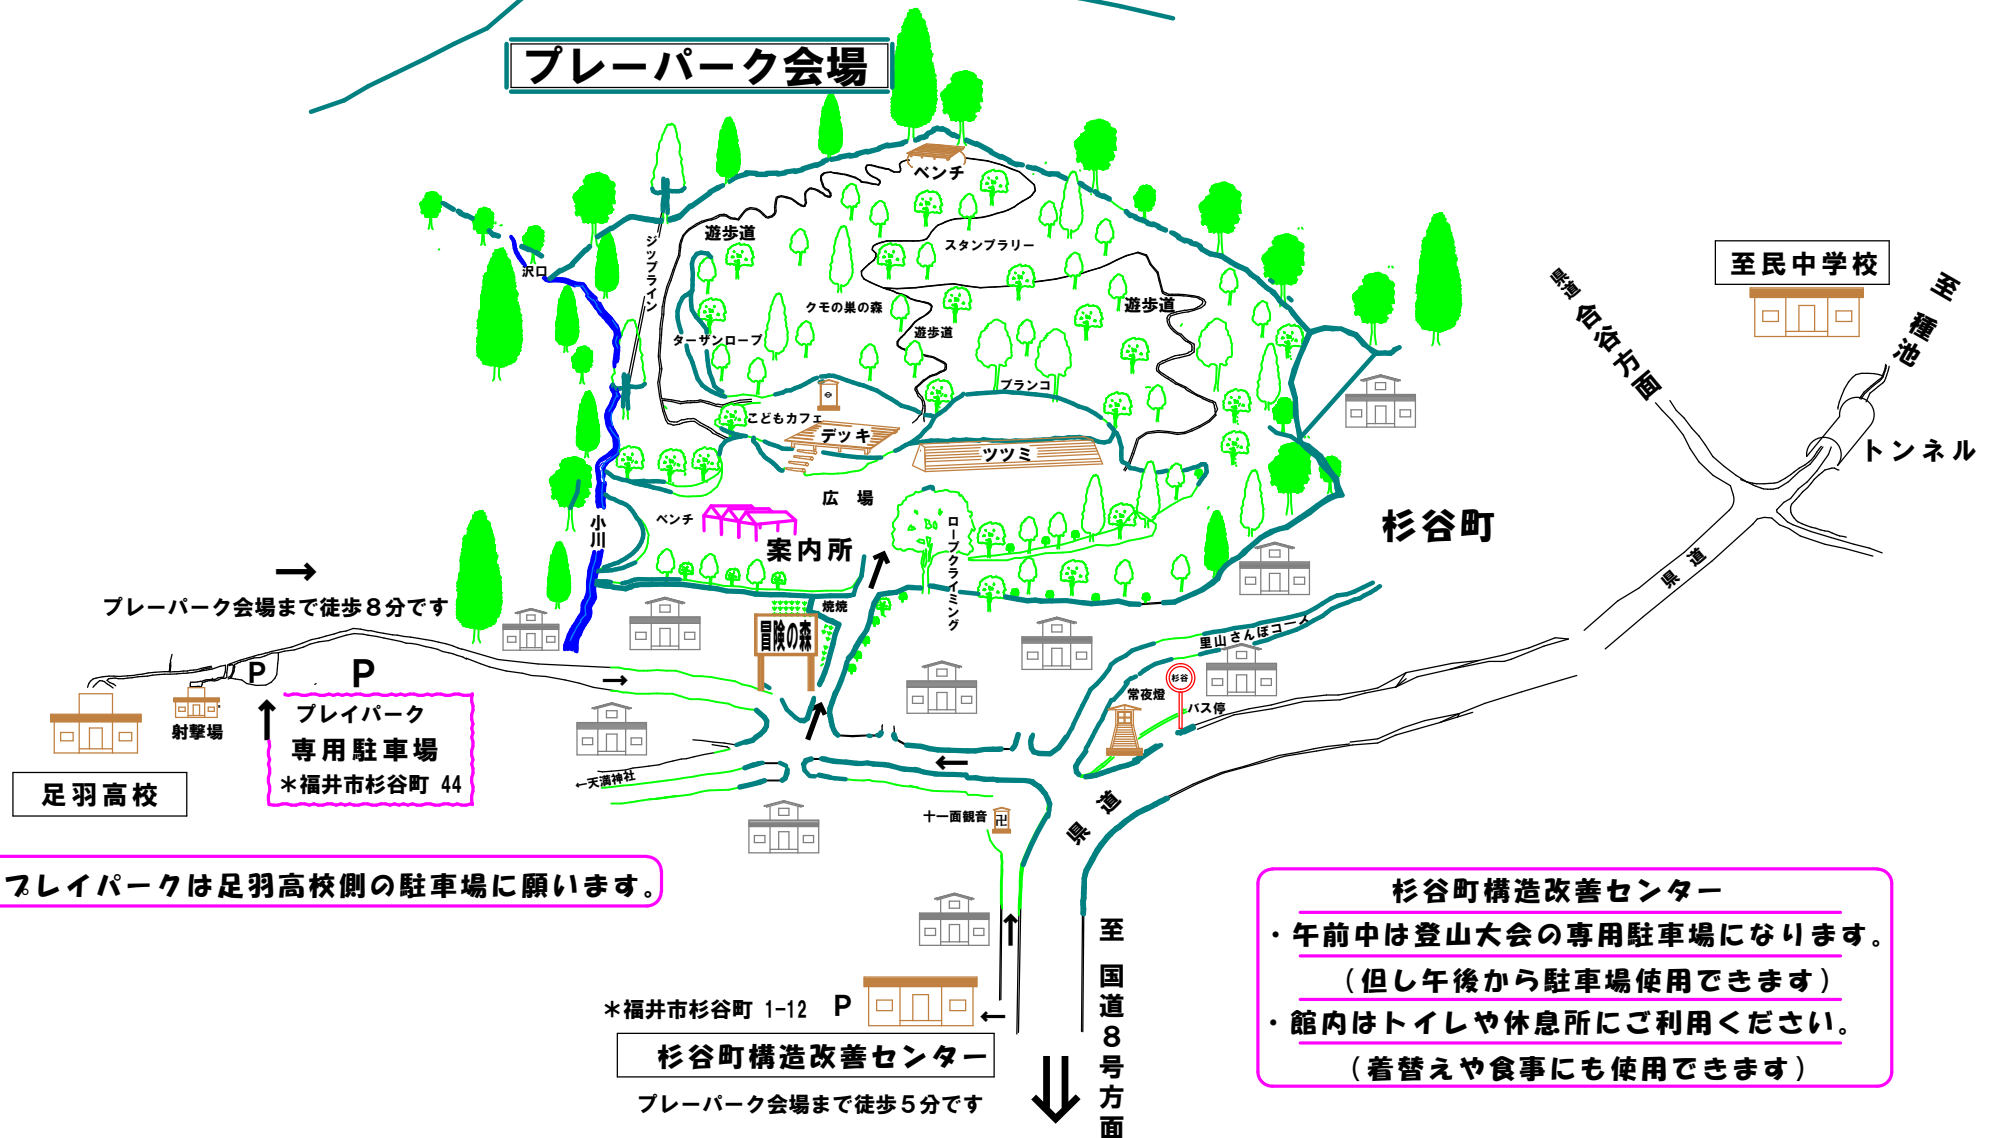 プレーパーク会場
ベンチ
遊歩道
ジップライン
スタンプラリー
沢口
クモの巣の森
遊歩道
遊歩道
ターザンロープ
ブランコ
こどもカフェ
デッキ
ツツミ
広 場
ベンチ
案内所
小川
ロープクライミング
焼焼
冒険の森
至民中学校
県道 合谷方面
至 種池
トンネル
杉谷町
県道
里山さんぽコース
杉谷
常夜燈
バス停
プレーパーク会場まで徒歩8分です
P
P
プレイパーク
専用駐車場
*福井市杉谷町 44
射撃場
足羽高校
←天満神社
十一面観音
卍
県道
プレイパークは足羽高校側の駐車場に願います。
杉谷町構造改善センター
・午前中は登山大会の専用駐車場になります。
(但し午後から駐車場使用できます)
・館内はトイレや休息所にご利用ください。
(着替えや食事にも使用できます)
*福井市杉谷町 1-12 P
杉谷町構造改善センター
プレーパーク会場まで徒歩5分です
至 国道8号方面